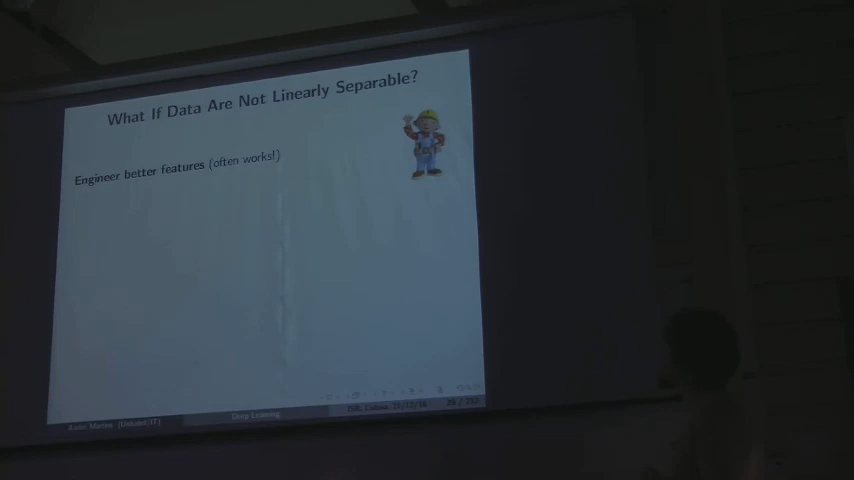 What If Data Are Not Linearly Separable?
Engineer better features (often works!)
Deep Learning